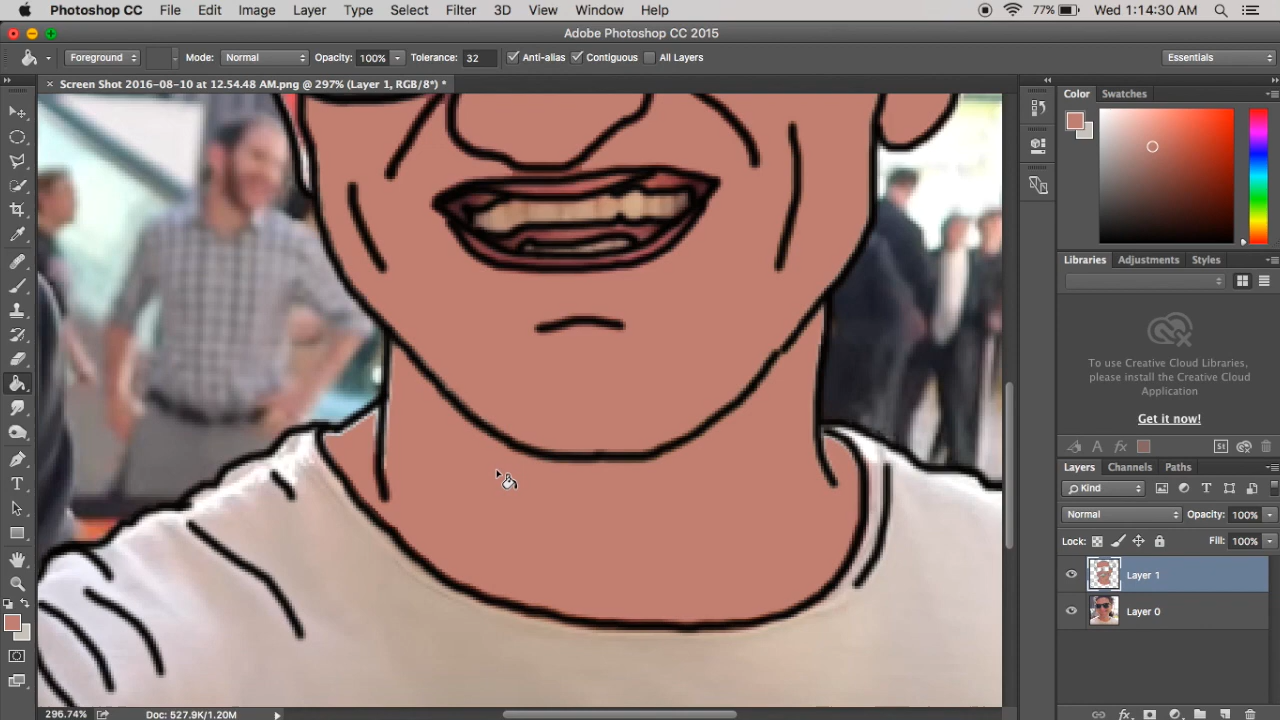 Photoshop CC File Edit Image Layer Type Select Filter 3D View Window Help 77% Wed 1:14:30 AM
Adobe Photoshop CC 2015
Foreground Mode: Normal Opacity: 100% Tolerance: 32 Anti-alias Contiguous All Layers Essentials
× Screen Shot 2016-08-10 at 12.54.48 AM.png @ 297% (Layer 1, RGB/8*) *
Color Swatches
Libraries Adjustments Styles
To use Creative Cloud Libraries,
please install the Creative Cloud
Application
Get it now!
St
Layers Channels Paths
Kind
Normal Opacity: 100%
Lock: Fill: 100%
Layer 1
Layer 0
fx
296.74% Doc: 527.9K/1.20M